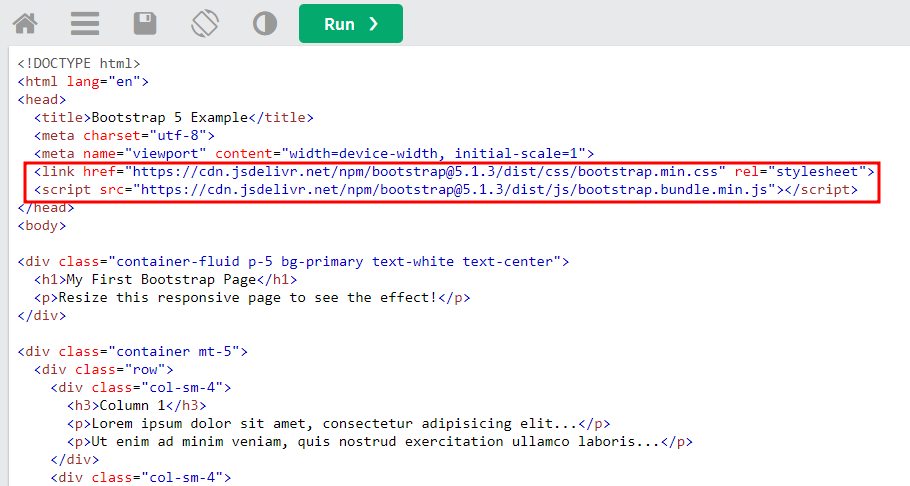 Run ❯
<!DOCTYPE html>
<html lang="en">
<head>
  <title>Bootstrap 5 Example</title>
  <meta charset="utf-8">
  <meta name="viewport" content="width=device-width, initial-scale=1">
  <link href="https://cdn.jsdelivr.net/npm/bootstrap@5.1.3/dist/css/bootstrap.min.css" rel="stylesheet">
  <script src="https://cdn.jsdelivr.net/npm/bootstrap@5.1.3/dist/js/bootstrap.bundle.min.js"></script>
</head>
<body>

<div class="container-fluid p-5 bg-primary text-white text-center">
  <h1>My First Bootstrap Page</h1>
  <p>Resize this responsive page to see the effect!</p>
</div>

<div class="container mt-5">
  <div class="row">
    <div class="col-sm-4">
      <h3>Column 1</h3>
      <p>Lorem ipsum dolor sit amet, consectetur adipisicing elit...</p>
      <p>Ut enim ad minim veniam, quis nostrud exercitation ullamco laboris...</p>
    </div>
    <div class="col-sm-4">